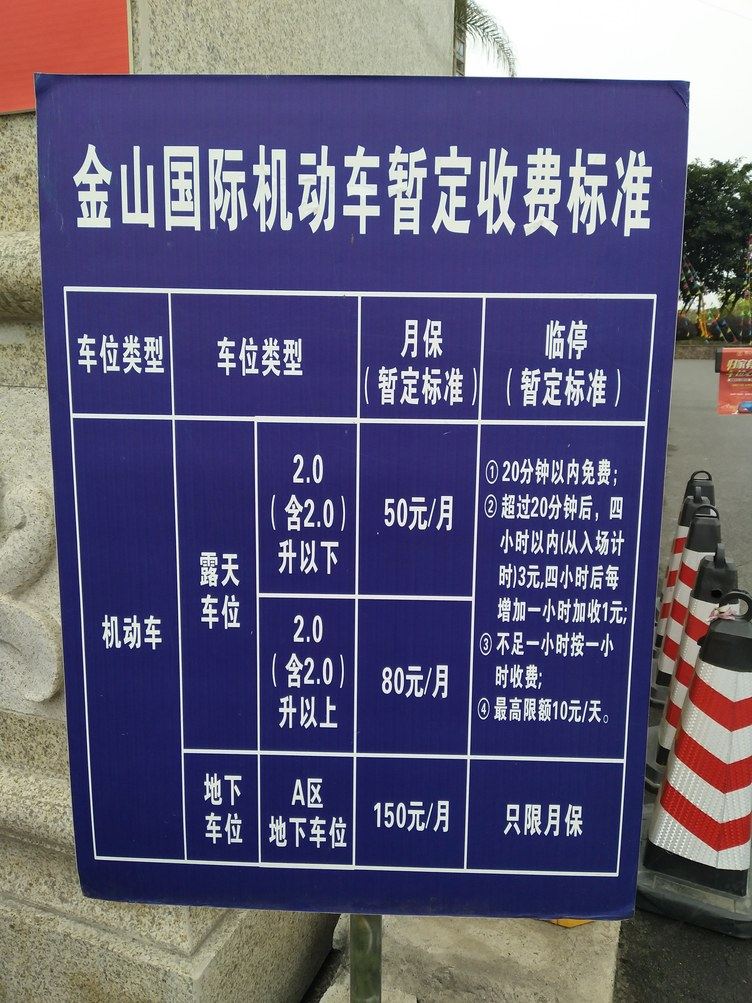 金山国际机动车暂定收费标准
车位类型
车位类型
月保
（暂定标准）
临停
（暂定标准）
机动车
露天
车位
2.0
（含2.0）
升以下
50元/月
2.0
（含2.0）
升以上
80元/月
①20分钟以内免费;
②超过20分钟后，四
小时以内(从入场计
时)3元,四小时后每
增加一小时加收1元;
③不足一小时按一小
时收费;
④最高限额10元/天。
地下
车位
A区
地下车位
150元/月
只限月保